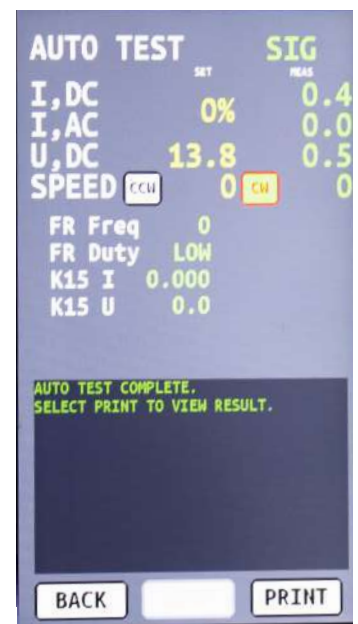 AUTO TEST SIG
SET MEAS
I,DC 0.4
0%
I,AC 0.0
U,DC 13.8 0.5
SPEED CCW 0 CW 0
FR Freq 0
FR Duty LOW
K15 I 0.000
K15 U 0.0
AUTO TEST COMPLETE.
SELECT PRINT TO VIEW RESULT.
BACK PRINT